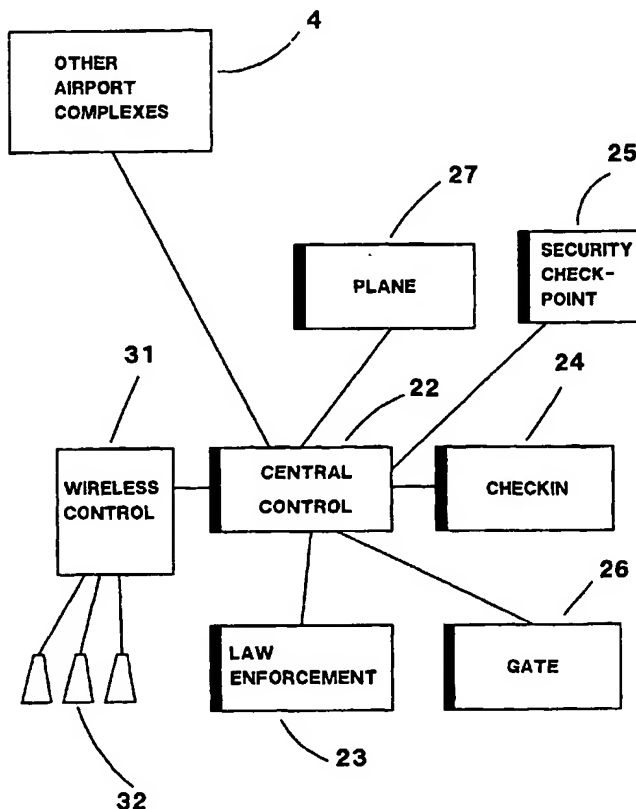 4
OTHER
AIRPORT
COMPLEXES
27
25
PLANE
SECURITY
CHECK-
POINT
31
22
24
WIRELESS
CONTROL
CENTRAL
CONTROL
CHECKIN
26
LAW
ENFORCEMENT
GATE
23
32